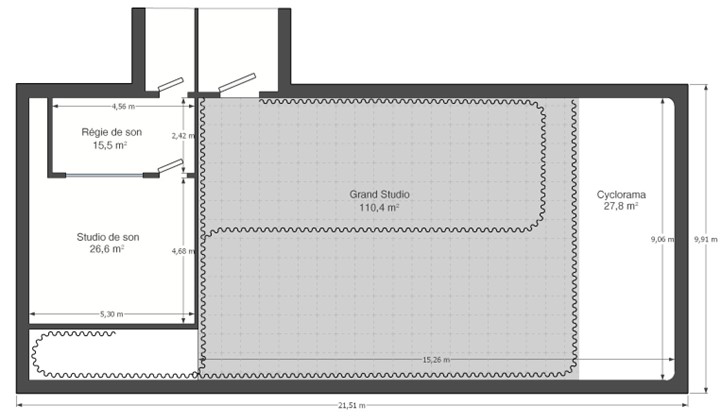 4,56 m
Régie de son
15,5 m²
2,42 m
Grand Studio
110,4 m²
Cyclorama
27,8 m²
Studio de son
26,6 m²
4,68 m
9,06 m
9,91 m
5,30 m
15,26 m
21,51 m